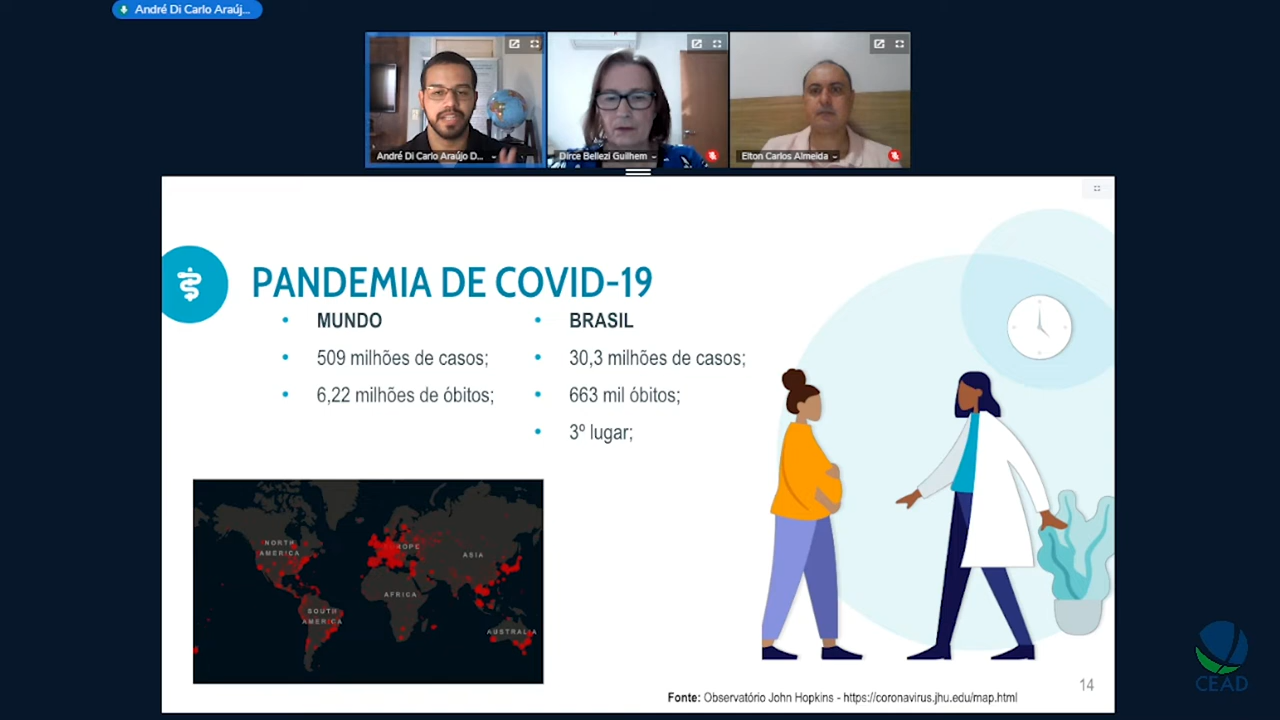 André Di Carlo Araúj...
André Di Carlo Araújo D...
Dirce Bellezi Guilhem
Elton Carlos Almeida
PANDEMIA DE COVID-19
MUNDO
509 milhões de casos;
6,22 milhões de óbitos;
BRASIL
30,3 milhões de casos;
663 mil óbitos;
3º lugar;
NORTH
AMERICA
EUROPE
ASIA
AFRICA
SOUTH
AMERICA
AUSTRALIA
Fonte: Observatório John Hopkins - https://coronavirus.jhu.edu/map.html
14
CEAD